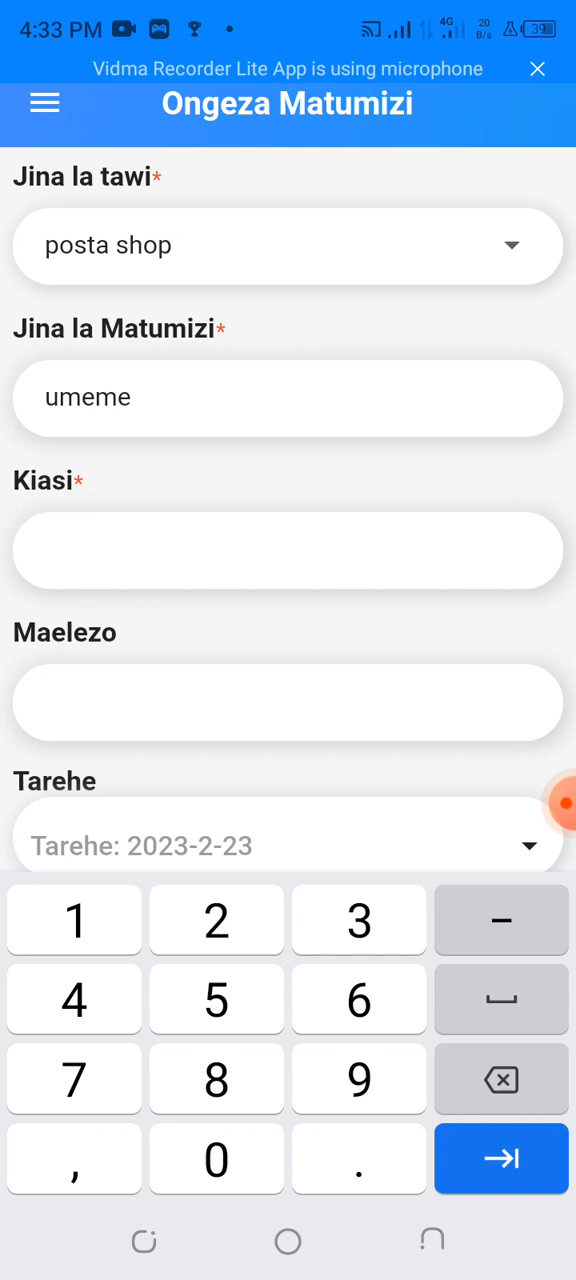 4:33 PM 4G 20 B/s 39
Vidma Recorder Lite App is using microphone
Ongeza Matumizi
Jina la tawi*
posta shop
Jina la Matumizi*
umeme
Kiasi*
Maelezo
Tarehe
Tarehe: 2023-2-23
1 2 3 –
4 5 6
7 8 9
, 0 .